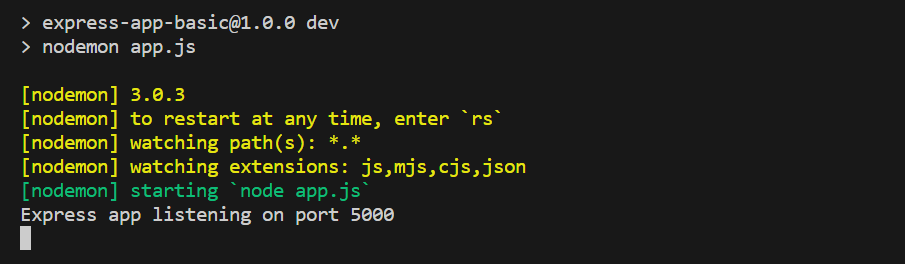 > express-app-basic@1.0.0 dev
> nodemon app.js
[nodemon] 3.0.3
[nodemon] to restart at any time, enter `rs`
[nodemon] watching path(s): *.*
[nodemon] watching extensions: js,mjs,cjs,json
[nodemon] starting `node app.js`
Express app listening on port 5000